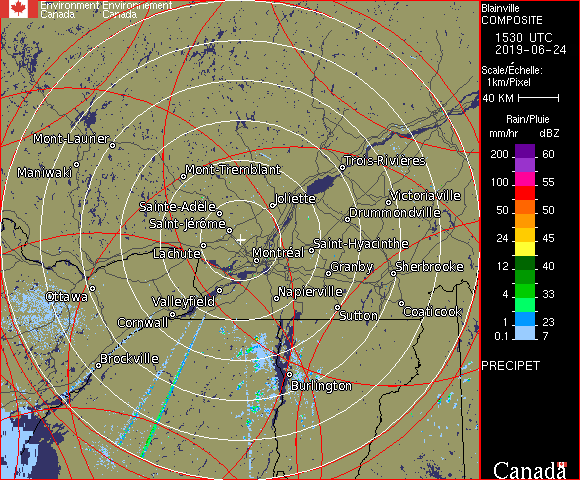 Environment Environnement
Canada Canada
Blainville
COMPOSITE
1530 UTC
2019-06-24
Scale/Échelle:
1km/Pixel
40 KM
Rain/Pluie
mm/hr dBZ
200 60
100 55
50 50
24 45
12 40
4 33
1 23
0.1 7
PRECIPET
Canada
Mont-Laurier
Maniwaki
Mont-Tremblant
Trois-Rivières
Sainte-Adèle
Joliette
Victoriaville
Drummondville
Saint-Jérôme
Lachute
Montréal
Saint-Hyacinthe
Granby
Sherbrooke
Ottawa
Valleyfield
Napierville
Cornwall
Sutton
Coaticook
Brockville
Burlington